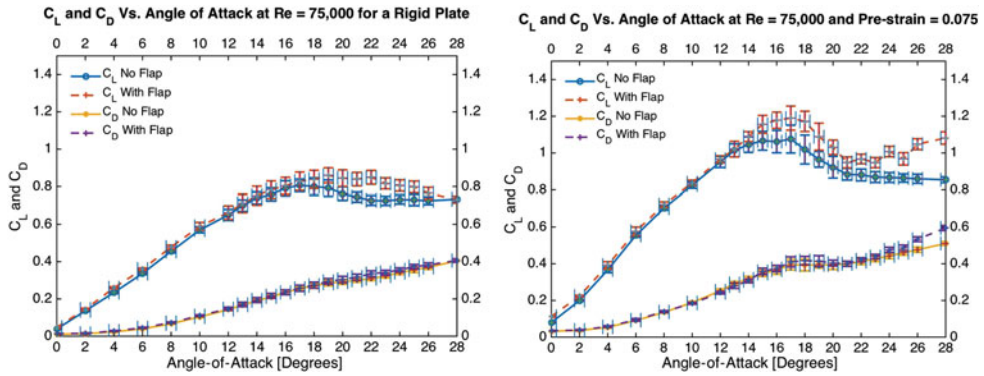 C_L and C_D Vs. Angle of Attack at Re = 75,000 for a Rigid Plate
0 2 4 6 8 10 12 14 16 18 20 22 24 26 28
1.4 1.4
C_L No Flap
C_L With Flap
C_D No Flap
C_D With Flap
1.2 1.2
1 1
0.8 0.8
0.6 0.6
0.4 0.4
0.2 0.2
0 0
C_L and C_D
0 2 4 6 8 10 12 14 16 18 20 22 24 26 28
Angle-of-Attack [Degrees]
C_L and C_D Vs. Angle of Attack at Re = 75,000 and Pre-strain = 0.075
0 2 4 6 8 10 12 14 16 18 20 22 24 26 28
1.4 1.4
C_L No Flap
C_L With Flap
C_D No Flap
C_D With Flap
1.2 1.2
1 1
0.8 0.8
0.6 0.6
0.4 0.4
0.2 0.2
0 0
C_L and C_D
0 2 4 6 8 10 12 14 16 18 20 22 24 26 28
Angle-of-Attack [Degrees]